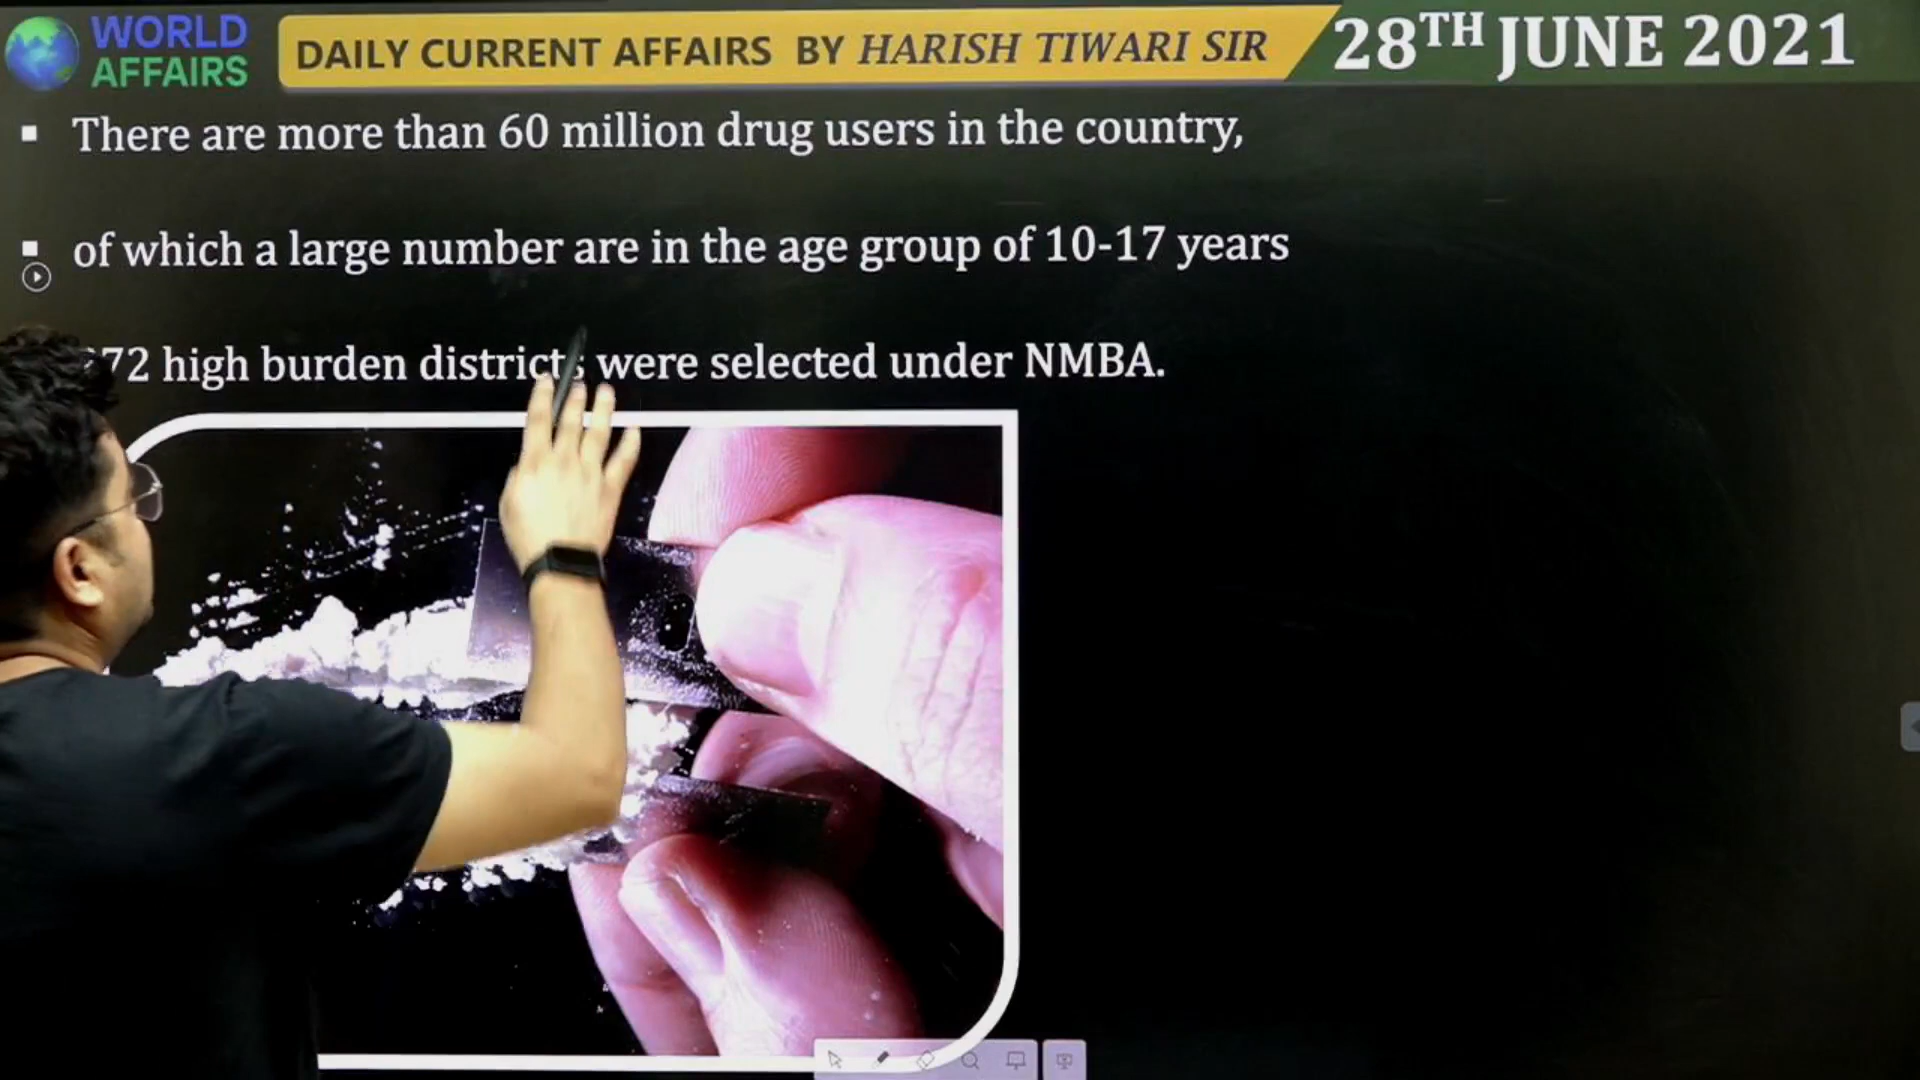 WORLD
AFFAIRS
DAILY CURRENT AFFAIRS BY HARISH TIWARI SIR
28TH JUNE 2021
There are more than 60 million drug users in the country,
of which a large number are in the age group of 10-17 years
72 high burden districts were selected under NMBA.